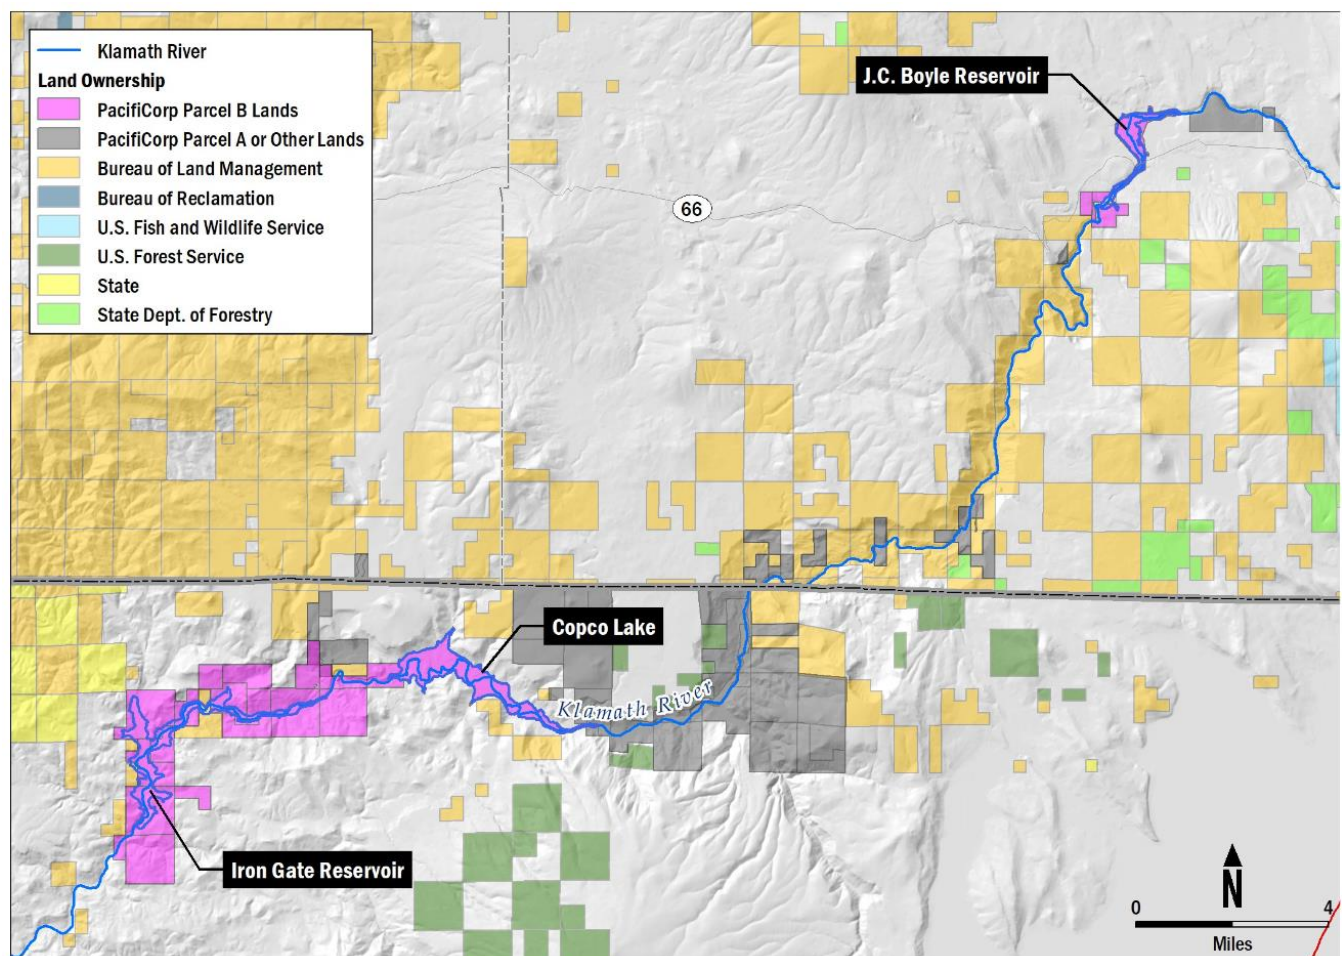 Klamath River
Land Ownership
PacifiCorp Parcel B Lands
PacifiCorp Parcel A or Other Lands
Bureau of Land Management
Bureau of Reclamation
U.S. Fish and Wildlife Service
U.S. Forest Service
State
State Dept. of Forestry
J.C. Boyle Reservoir
66
Copco Lake
Klamath River
Iron Gate Reservoir
N
0 4
Miles